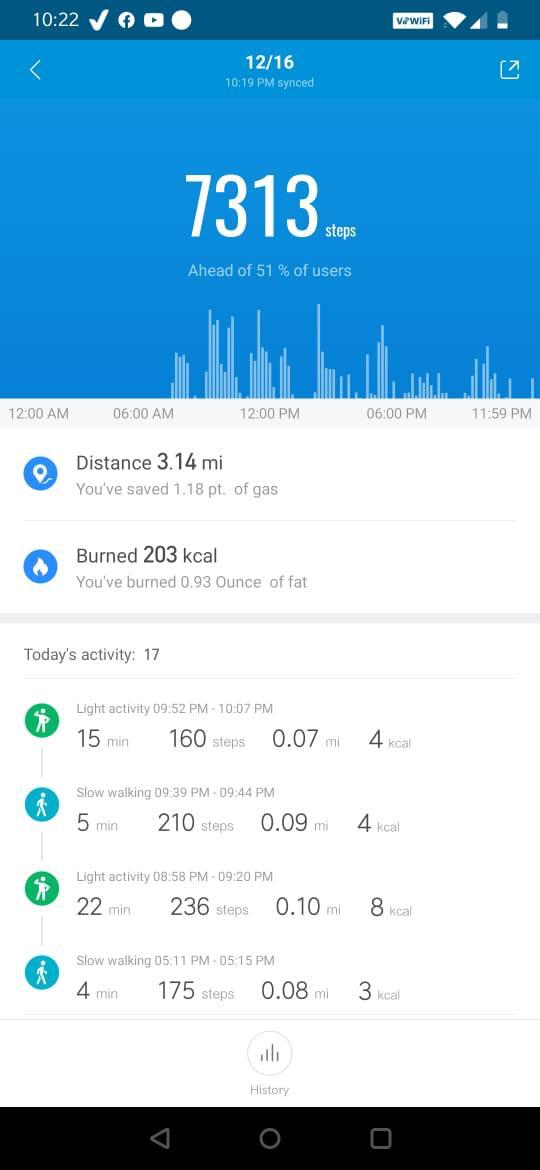 10:22
VoWiFi
12/16
10:19 PM synced
7313 steps
Ahead of 51 % of users
12:00 AM 06:00 AM 12:00 PM 06:00 PM 11:59 PM
Distance 3.14 mi
You've saved 1.18 pt. of gas
Burned 203 kcal
You've burned 0.93 Ounce of fat
Today's activity: 17
Light activity 09:52 PM - 10:07 PM
15 min 160 steps 0.07 mi 4 kcal
Slow walking 09:39 PM - 09:44 PM
5 min 210 steps 0.09 mi 4 kcal
Light activity 08:58 PM - 09:20 PM
22 min 236 steps 0.10 mi 8 kcal
Slow walking 05:11 PM - 05:15 PM
4 min 175 steps 0.08 mi 3 kcal
History